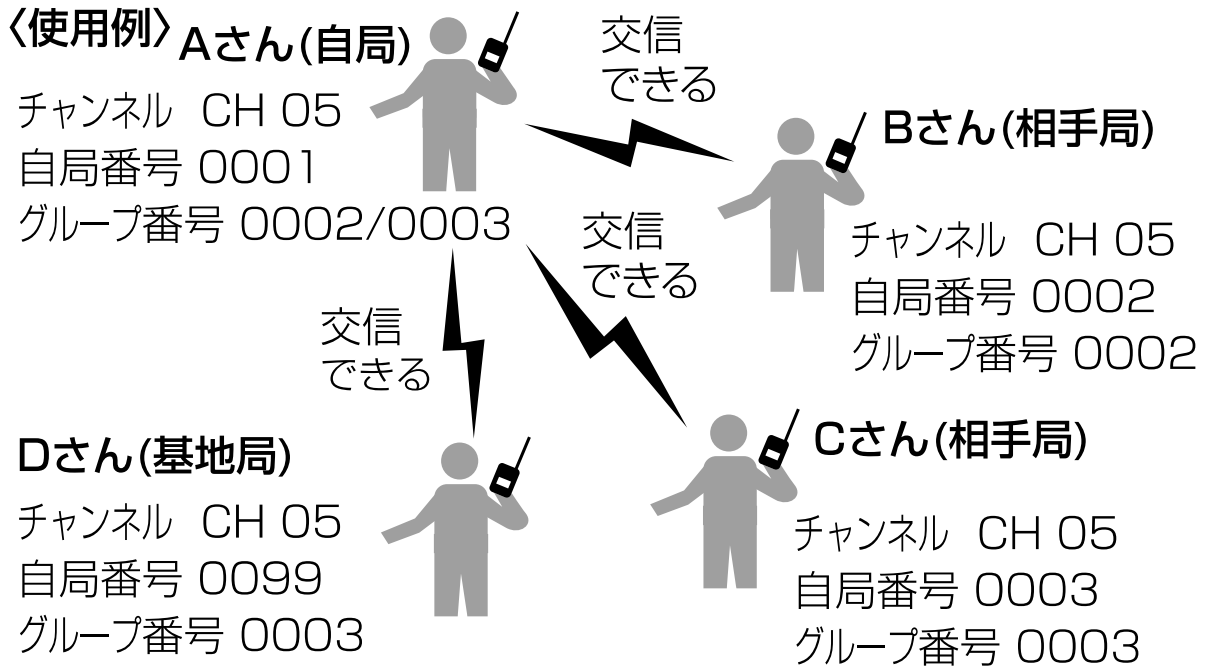 〈使用例〉
Aさん(自局)
チャンネル CH 05
自局番号 0001
グループ番号 0002/0003
交信
できる
Bさん(相手局)
チャンネル CH 05
自局番号 0002
グループ番号 0002
交信
できる
交信
できる
Cさん(相手局)
チャンネル CH 05
自局番号 0003
グループ番号 0003
Dさん(基地局)
チャンネル CH 05
自局番号 0099
グループ番号 0003